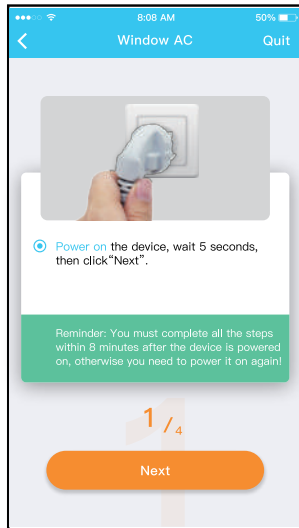 8:08 AM
50%
Window AC
Quit
Power on the device, wait 5 seconds,
then click“Next”.
Reminder: You must complete all the steps
within 8 minutes after the device is powered
on, otherwise you need to power it on again!
1/4
Next